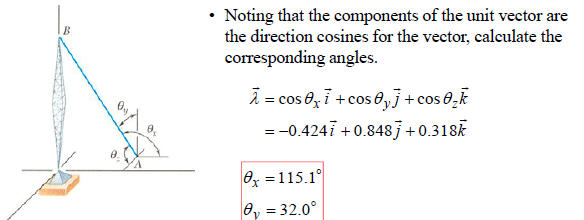 B
θy
θx
θz
A
• Noting that the components of the unit vector are
the direction cosines for the vector, calculate the
corresponding angles.
λ⃗ = cos θx i⃗ + cos θy j⃗ + cos θz k⃗
= −0.424 i⃗ + 0.848 j⃗ + 0.318k⃗
θx = 115.1°
θy = 32.0°